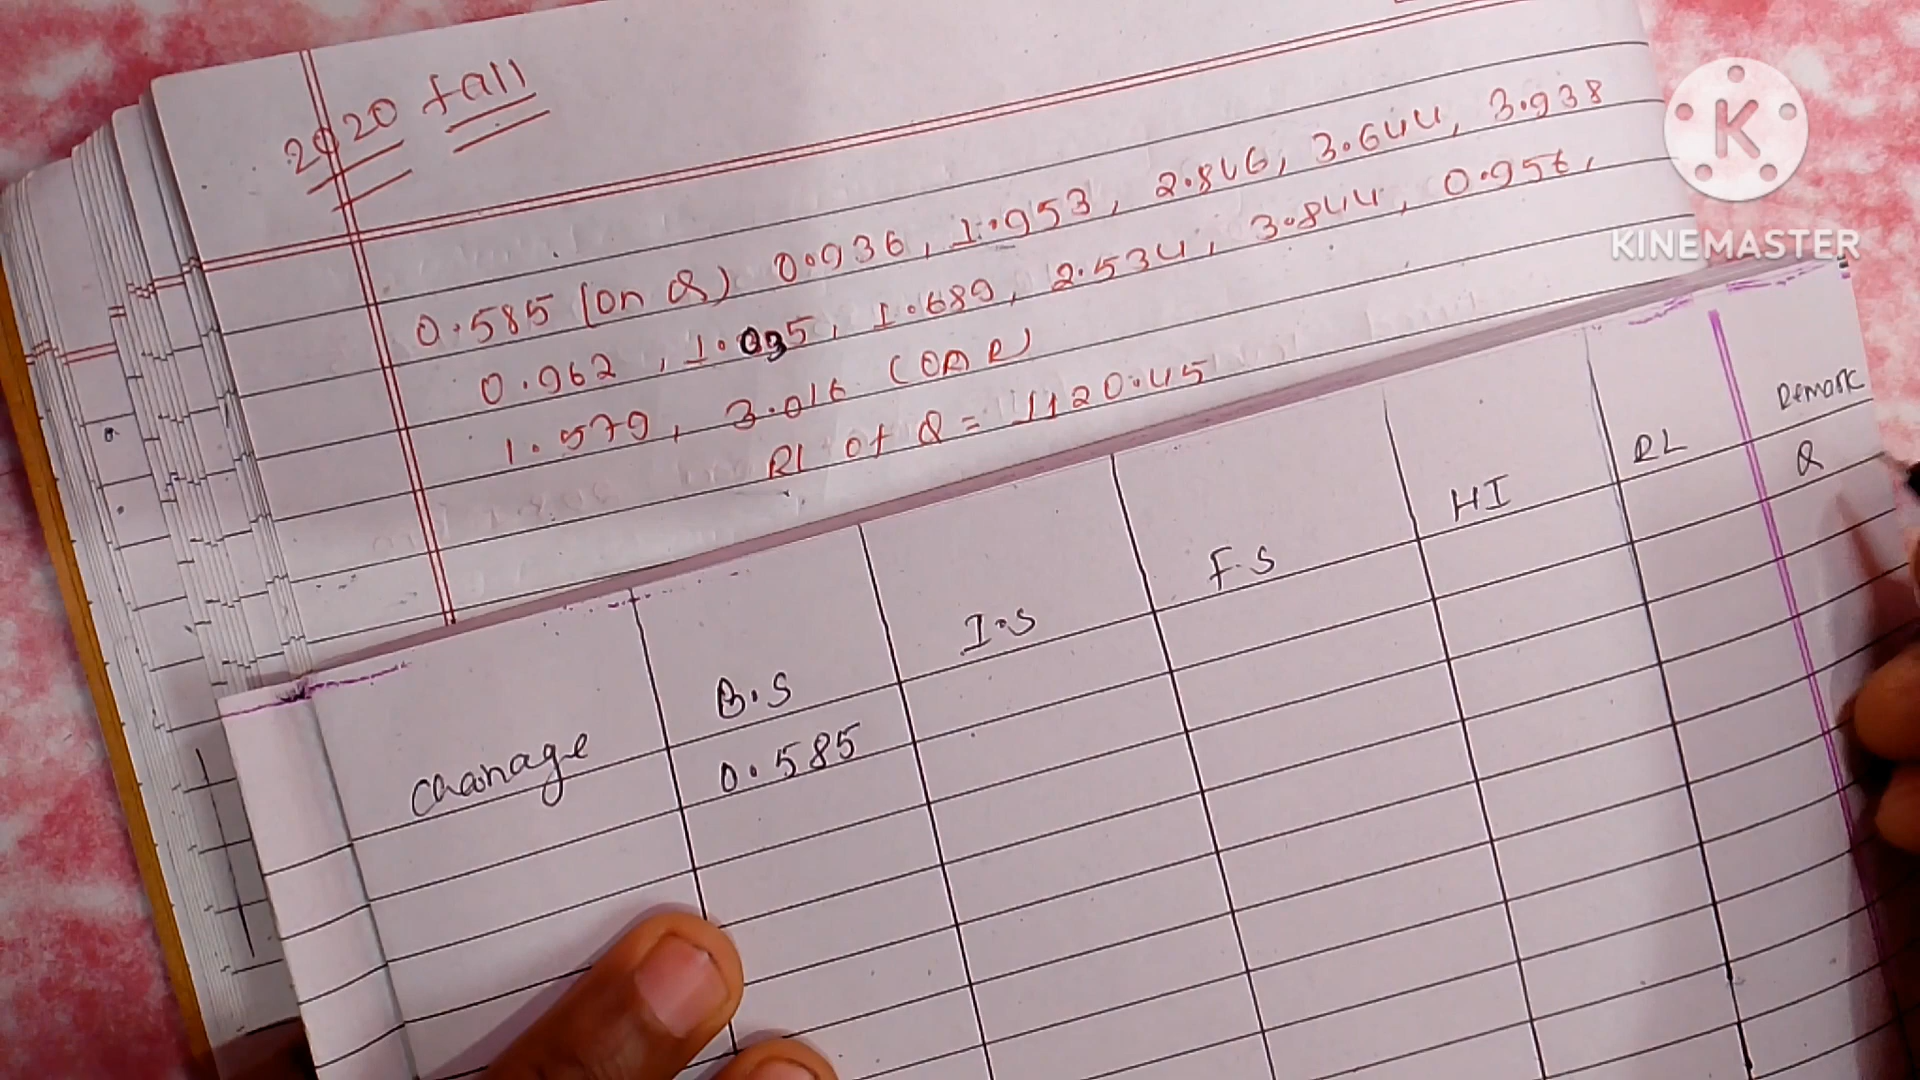 2020 fall
0.585 (on Q) 0.936, 1.953, 2.846, 3.644, 3.938
0.962, 1.035, 1.689, 2.534, 3.844, 0.956,
1.579, 3.016 (on R)
RL of Q = 1120.45
K
KINEMASTER
Chanage B.S I.S F.S HI RL Remark
0.585 Q